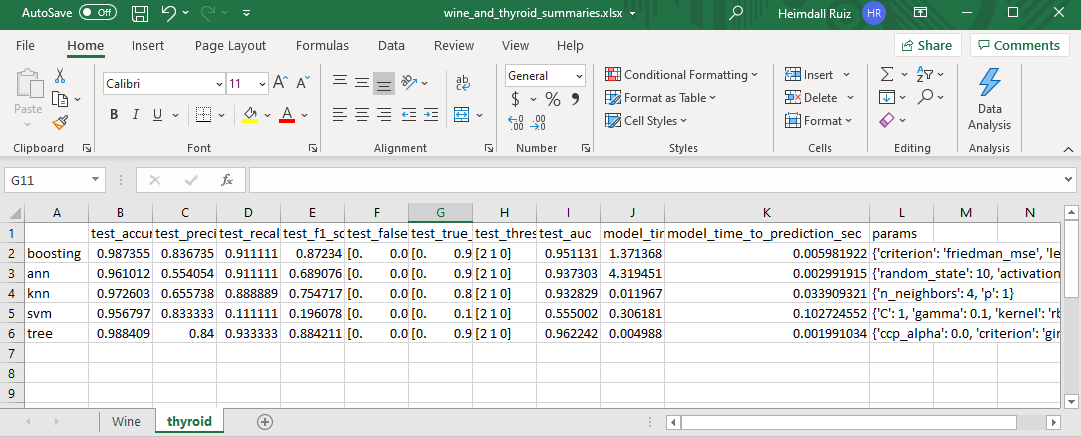 AutoSave Off wine_and_thyroid_summaries.xlsx Heimdall Ruiz HR
File Home Insert Page Layout Formulas Data Review View Help Share Comments
Paste Calibri 11 A A ab c General Conditional Formatting Insert Σ A Z Data Analysis
B I U A $ % 9 Format as Table Delete
.00 .00 Cell Styles Format
Clipboard Font Alignment Number Styles Cells Editing Analysis
G11 fx
A B C D E F G H I J K L M N
1 test_accur test_preci test_recal test_f1_sc test_false test_true_ test_thres test_auc model_tim model_time_to_prediction_sec params
2 boosting 0.987355 0.836735 0.911111 0.87234 [0. 0.0 [0. 0.9 [2 1 0] 0.951131 1.371368 0.005981922 {'criterion': 'friedman_mse', 'le
3 ann 0.961012 0.554054 0.911111 0.689076 [0. 0.0 [0. 0.9 [2 1 0] 0.937303 4.319451 0.002991915 {'random_state': 10, 'activation
4 knn 0.972603 0.655738 0.888889 0.754717 [0. 0.0 [0. 0.8 [2 1 0] 0.932829 0.011967 0.033909321 {'n_neighbors': 4, 'p': 1}
5 svm 0.956797 0.833333 0.111111 0.196078 [0. 0.0 [0. 0.1 [2 1 0] 0.555002 0.306181 0.102724552 {'C': 1, 'gamma': 0.1, 'kernel': 'rb
6 tree 0.988409 0.84 0.933333 0.884211 [0. 0.0 [0. 0.9 [2 1 0] 0.962242 0.004988 0.001991034 {'ccp_alpha': 0.0, 'criterion': 'gin
7
8
9
Wine thyroid